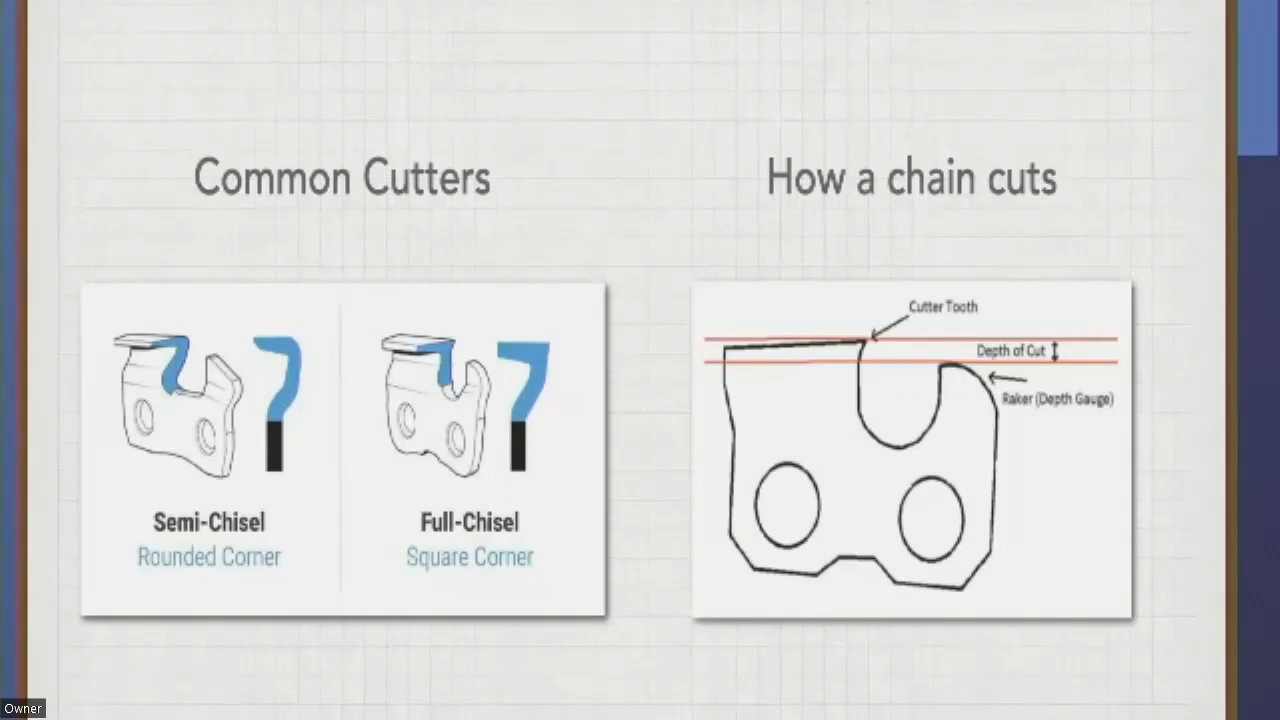 Common Cutters
How a chain cuts
Semi-Chisel
Rounded Corner
Full-Chisel
Square Corner
Cutter Tooth
Depth of Cut
Raker (Depth Gauge)
Owner